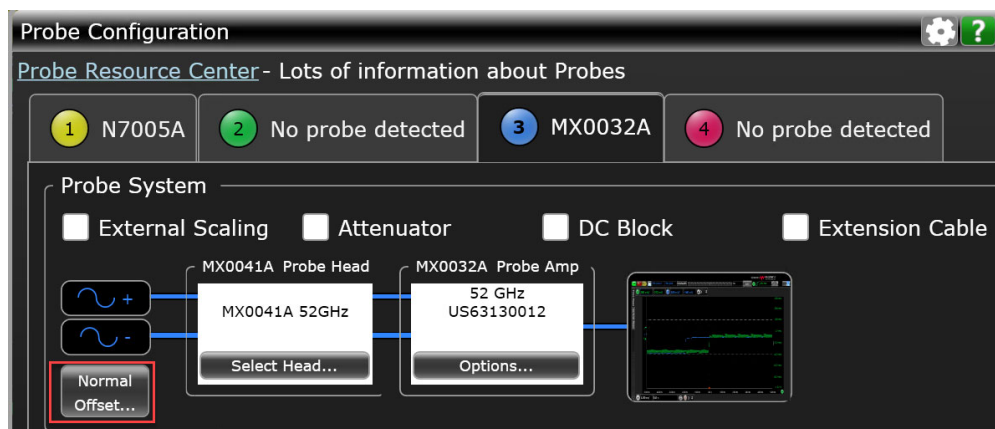 Probe Configuration
?
Probe Resource Center - Lots of information about Probes
1 N7005A
2 No probe detected
3 MX0032A
4 No probe detected
Probe System
External Scaling
Attenuator
DC Block
Extension Cable
MX0041A Probe Head
MX0032A Probe Amp
+
-
MX0041A 52GHz
52 GHz
US63130012
Select Head...
Options...
Normal
Offset...